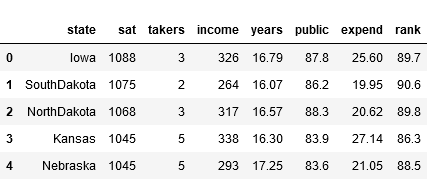 state sat takers income years public expend rank
0 Iowa 1088 3 326 16.79 87.8 25.60 89.7
1 SouthDakota 1075 2 264 16.07 86.2 19.95 90.6
2 NorthDakota 1068 3 317 16.57 88.3 20.62 89.8
3 Kansas 1045 5 338 16.30 83.9 27.14 86.3
4 Nebraska 1045 5 293 17.25 83.6 21.05 88.5